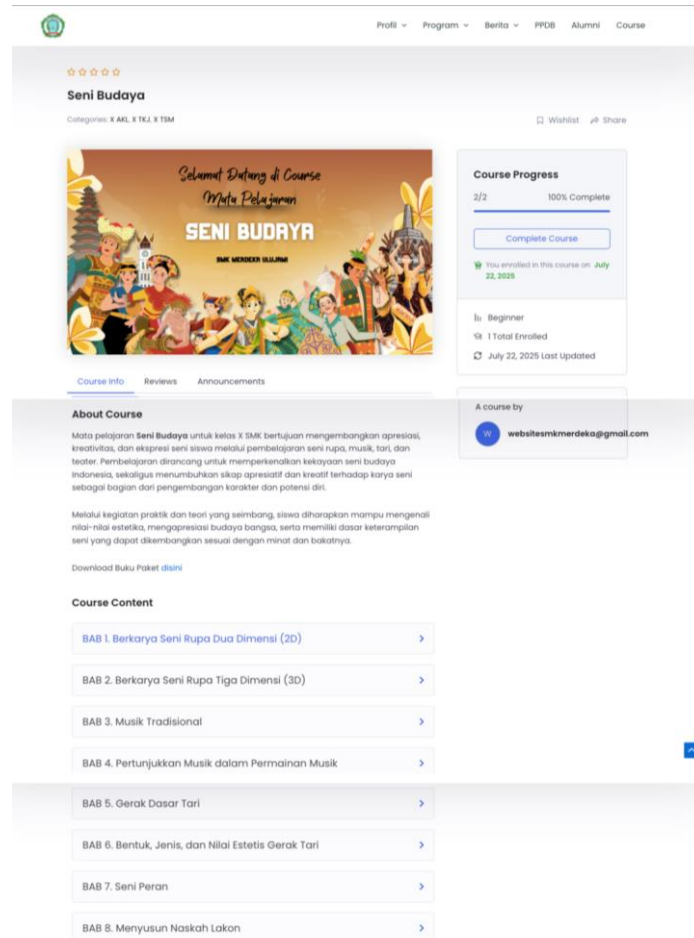 Profil Program Berita PPDB Alumni Course
Seni Budaya
Categories: X AKL, X TKJ, X TSM
Wishlist Share
Selamat Datang di Course
Mata Pelajaran
SENI BUDAYA
SMK MERDEKA ULUJAMI
Course Progress
2/2 100% Complete
Complete Course
You enrolled in this course on July
22, 2025
Beginner
1 Total Enrolled
July 22, 2025 Last Updated
Course Info Reviews Announcements
A course by
W websitesmkmerdeka@gmail.com
About Course
Mata pelajaran Seni Budaya untuk kelas X SMK bertujuan mengembangkan apresiasi,
kreativitas, dan ekspresi seni siswa melalui pembelajaran seni rupa, musik, tari, dan
teater. Pembelajaran dirancang untuk memperkenalkan kekayaan seni budaya
Indonesia, sekaligus menumbuhkan sikap apresiatif dan kreatif terhadap karya seni
sebagai bagian dari pengembangan karakter dan potensi diri.
Melalui kegiatan praktik dan teori yang seimbang, siswa diharapkan mampu mengenali
nilai-nilai estetika, mengapresiasi budaya bangsa, serta memiliki dasar keterampilan
seni yang dapat dikembangkan sesuai dengan minat dan bakatnya.
Download Buku Paket disini
Course Content
BAB 1. Berkarya Seni Rupa Dua Dimensi (2D)
BAB 2. Berkarya Seni Rupa Tiga Dimensi (3D)
BAB 3. Musik Tradisional
BAB 4. Pertunjukkan Musik dalam Permainan Musik
BAB 5. Gerak Dasar Tari
BAB 6. Bentuk, Jenis, dan Nilai Estetis Gerak Tari
BAB 7. Seni Peran
BAB 8. Menyusun Naskah Lakon